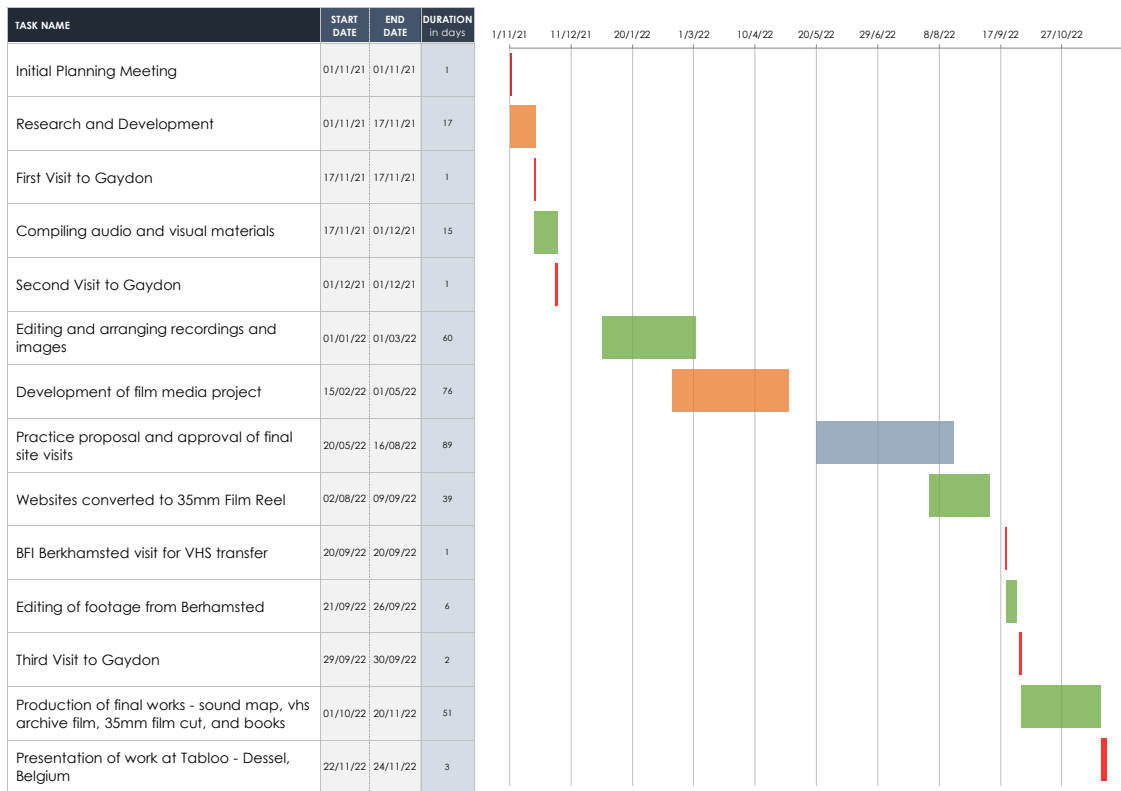 TASK NAME START DATE END DATE DURATION in days
1/11/21 11/12/21 20/1/22 1/3/22 10/4/22 20/5/22 29/6/22 8/8/22 17/9/22 27/10/22
Initial Planning Meeting 01/11/21 01/11/21 1
Research and Development 01/11/21 17/11/21 17
First Visit to Gaydon 17/11/21 17/11/21 1
Compiling audio and visual materials 17/11/21 01/12/21 15
Second Visit to Gaydon 01/12/21 01/12/21 1
Editing and arranging recordings and
images 01/01/22 01/03/22 60
Development of film media project 15/02/22 01/05/22 76
Practice proposal and approval of final
site visits 20/05/22 16/08/22 89
Websites converted to 35mm Film Reel 02/08/22 09/09/22 39
BFI Berkhamsted visit for VHS transfer 20/09/22 20/09/22 1
Editing of footage from Berhamsted 21/09/22 26/09/22 6
Third Visit to Gaydon 29/09/22 30/09/22 2
Production of final works - sound map, vhs
archive film, 35mm film cut, and books 01/10/22 20/11/22 51
Presentation of work at Tabloo - Dessel,
Belgium 22/11/22 24/11/22 3